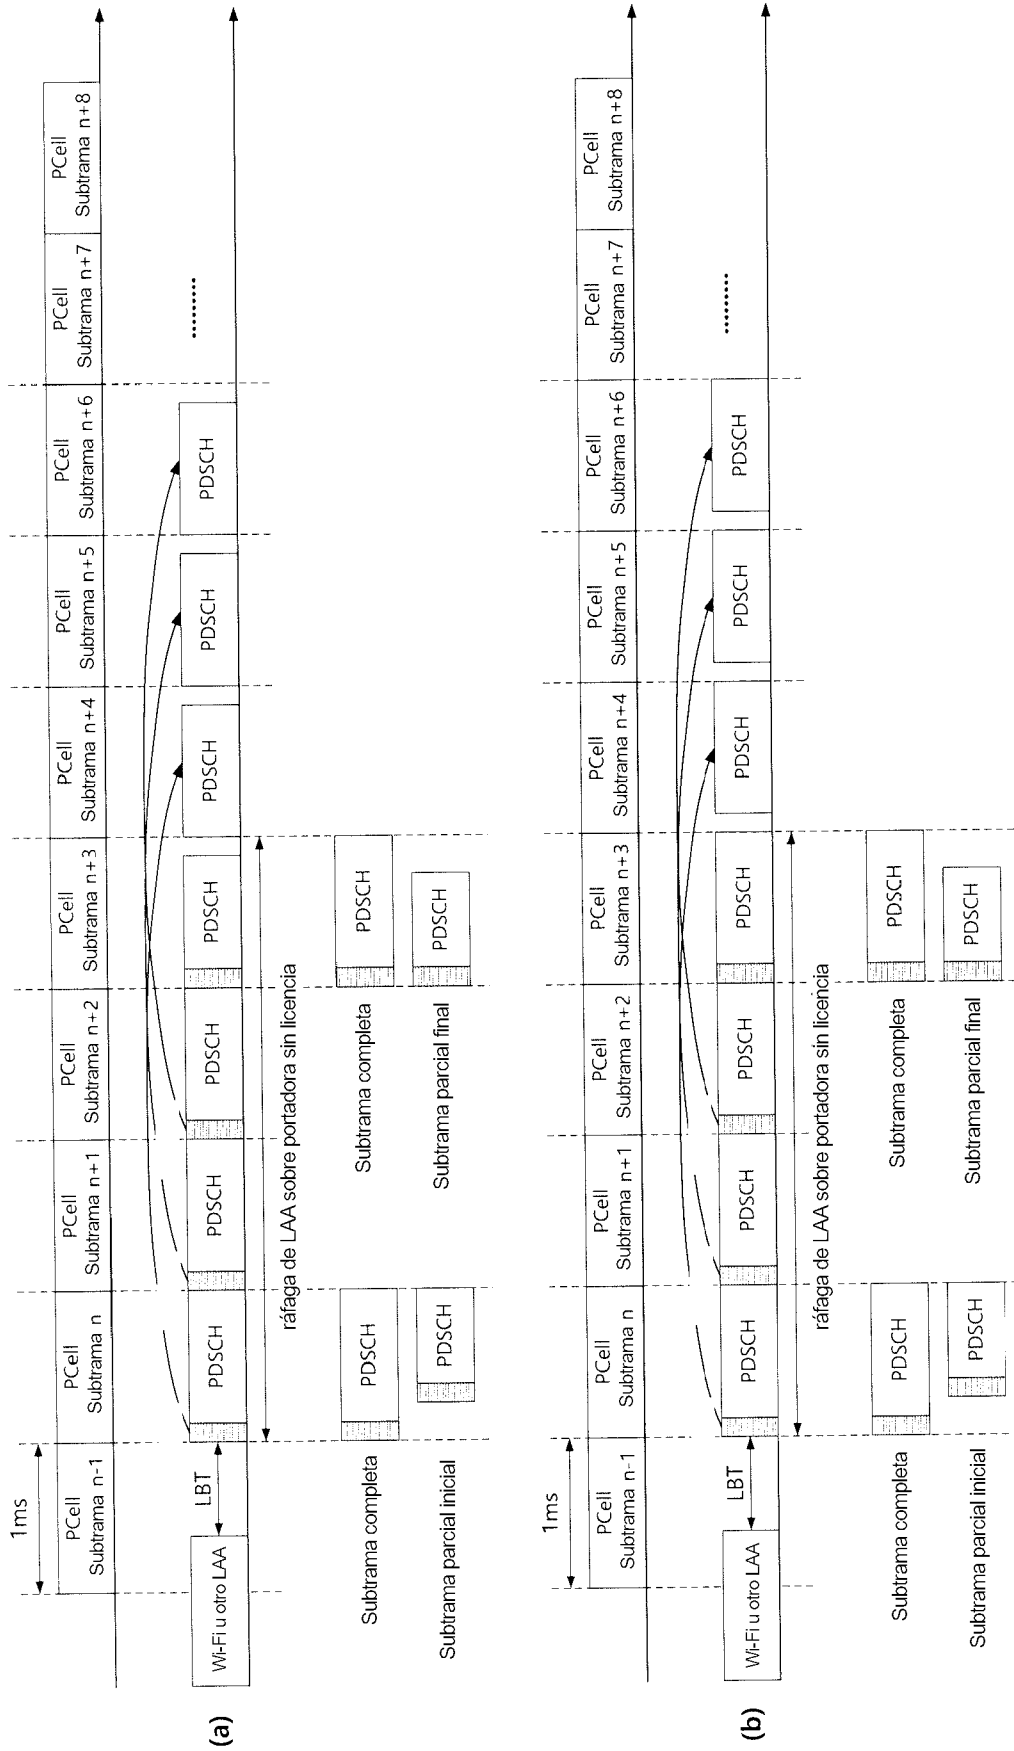 (a)
1ms
PCell
Subtrama n-1
PCell
Subtrama n
PCell
Subtrama n+1
PCell
Subtrama n+2
PCell
Subtrama n+3
PCell
Subtrama n+4
PCell
Subtrama n+5
PCell
Subtrama n+6
PCell
Subtrama n+7
PCell
Subtrama n+8
Wi-Fi u otro LAA
LBT
PDSCH
PDSCH
PDSCH
PDSCH
PDSCH
PDSCH
PDSCH
.........
ráfaga de LAA sobre portadora sin licencia
Subtrama completa
PDSCH
Subtrama completa
PDSCH
Subtrama parcial inicial
PDSCH
Subtrama parcial final
PDSCH
(b)
1ms
PCell
Subtrama n-1
PCell
Subtrama n
PCell
Subtrama n+1
PCell
Subtrama n+2
PCell
Subtrama n+3
PCell
Subtrama n+4
PCell
Subtrama n+5
PCell
Subtrama n+6
PCell
Subtrama n+7
PCell
Subtrama n+8
Wi-Fi u otro LAA
LBT
PDSCH
PDSCH
PDSCH
PDSCH
PDSCH
PDSCH
PDSCH
.........
ráfaga de LAA sobre portadora sin licencia
Subtrama completa
PDSCH
Subtrama completa
PDSCH
Subtrama parcial inicial
PDSCH
Subtrama parcial final
PDSCH